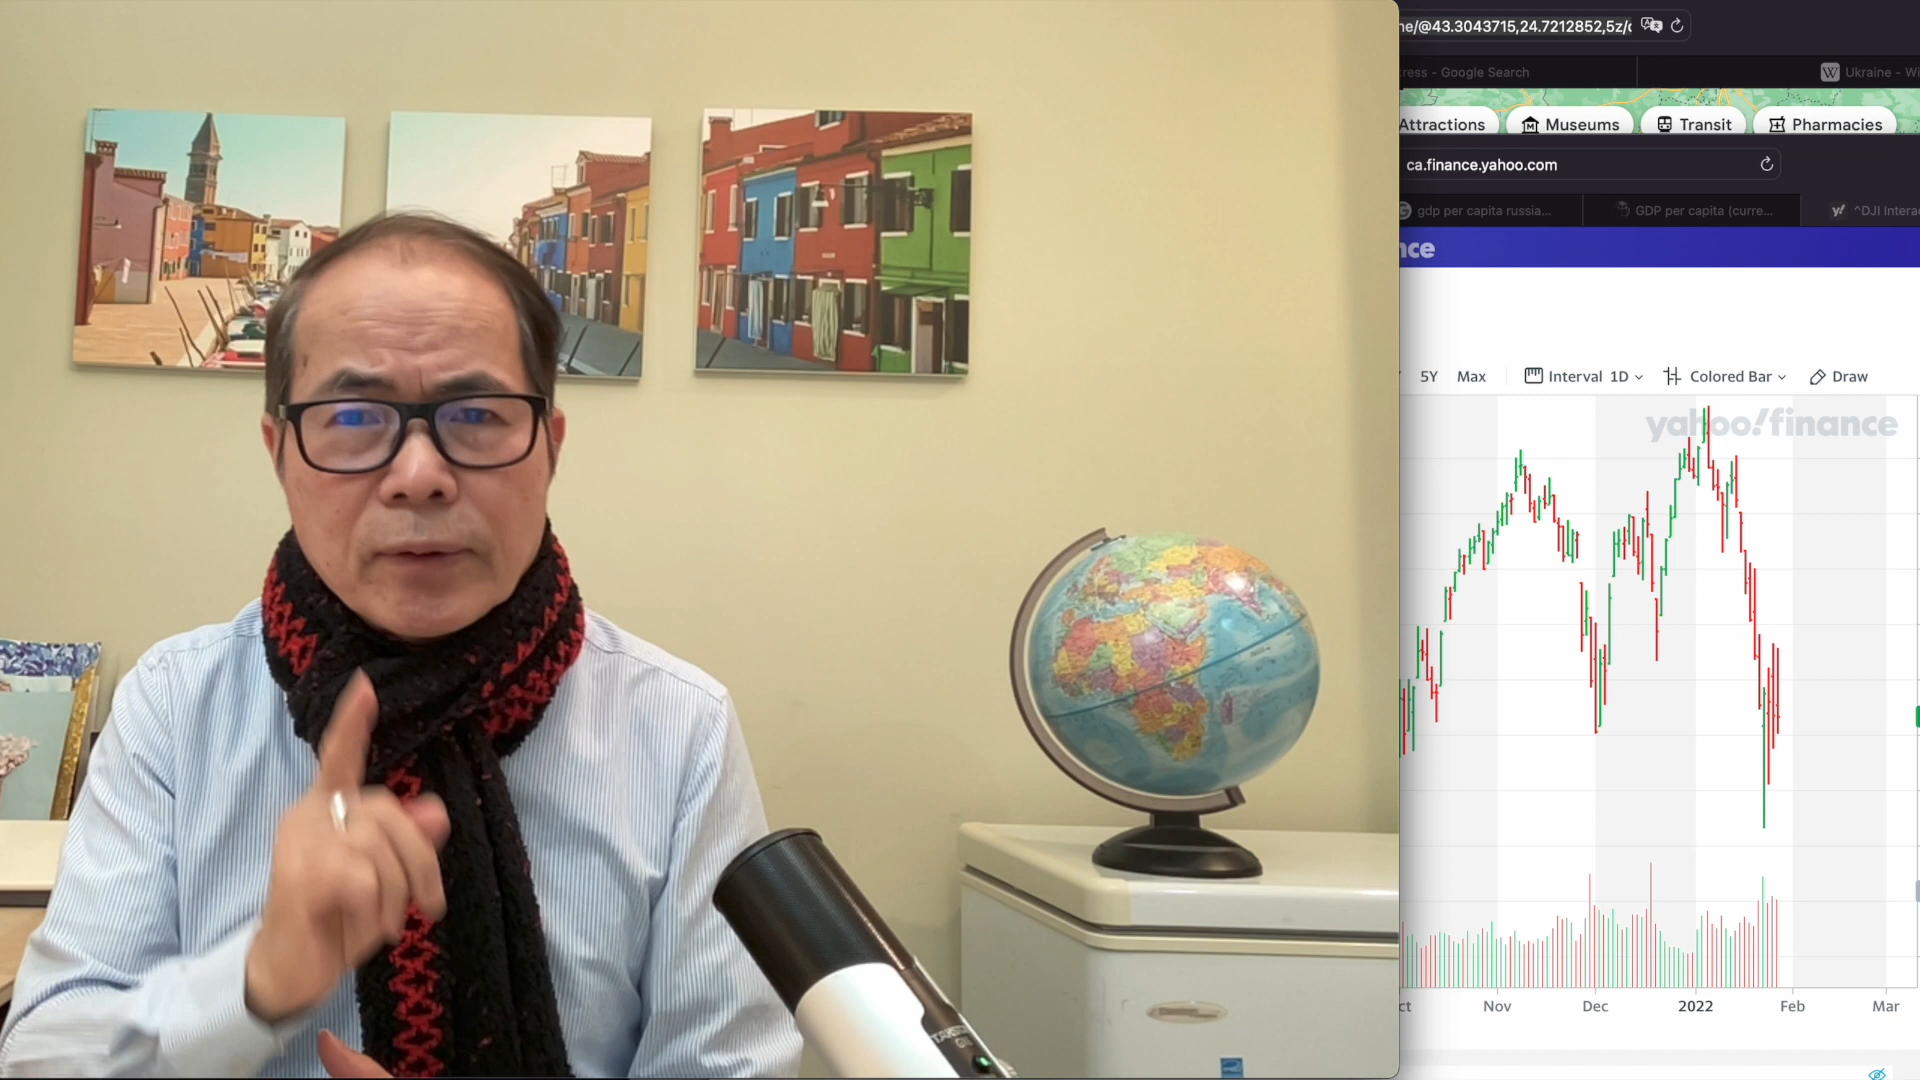 ne/@43.3043715,24.7212852,5z/
ress - Google Search
W Ukraine - Wi
Attractions
Museums
Transit
Pharmacies
ca.finance.yahoo.com
gdp per capita russia...
GDP per capita (curre...
y! ^DJI Intera
nce
5Y Max Interval 1D Colored Bar Draw
yahoo!finance
ct Nov Dec 2022 Feb Mar